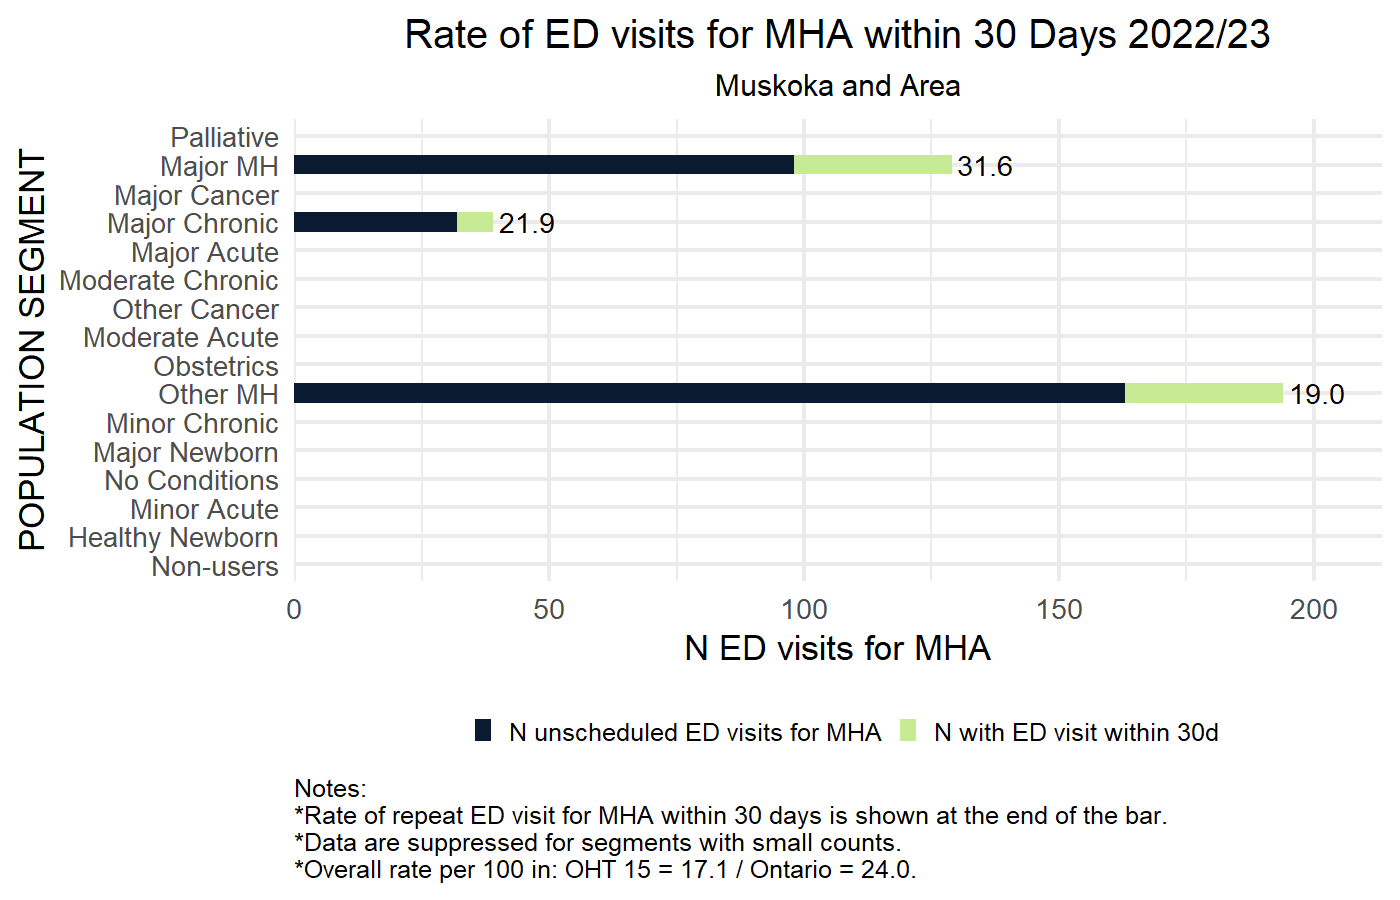 Rate of ED visits for MHA within 30 Days 2022/23
Muskoka and Area
POPULATION SEGMENT
Palliative
Major MH 31.6
Major Cancer
Major Chronic 21.9
Major Acute
Moderate Chronic
Other Cancer
Moderate Acute
Obstetrics
Other MH 19.0
Minor Chronic
Major Newborn
No Conditions
Minor Acute
Healthy Newborn
Non-users
0 50 100 150 200
N ED visits for MHA
N unscheduled ED visits for MHA N with ED visit within 30d
Notes:
*Rate of repeat ED visit for MHA within 30 days is shown at the end of the bar.
*Data are suppressed for segments with small counts.
*Overall rate per 100 in: OHT 15 = 17.1 / Ontario = 24.0.